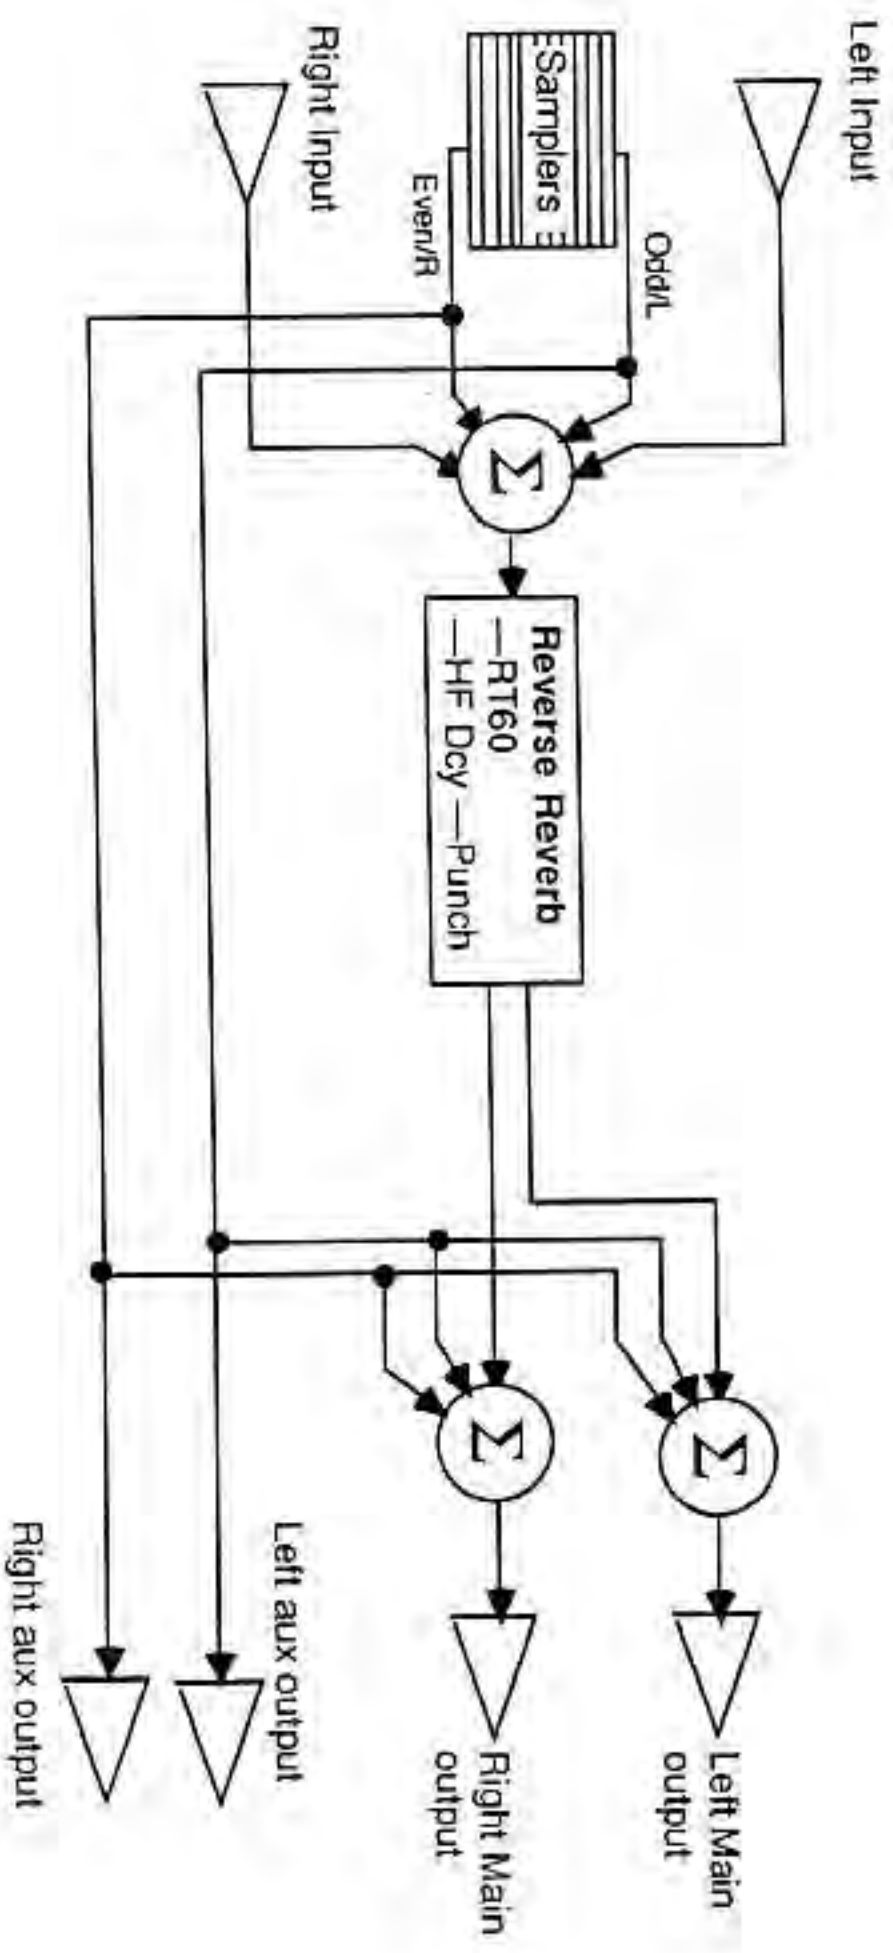 Left Input
Odd/L
Samplers
Even/R
Right Input
Σ
Reverse Reverb
—RT60
—HF Dcy —Punch
Σ
Left Main
output
Σ
Right Main
output
Left aux output
Right aux output